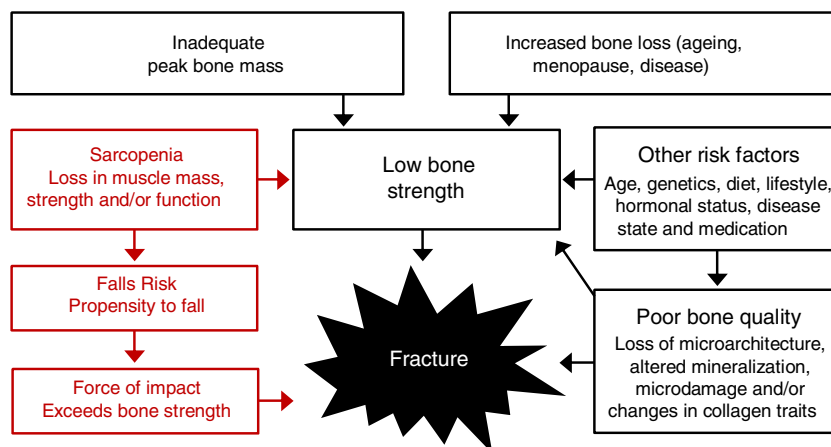 Inadequate
peak bone mass
Increased bone loss (ageing,
menopause, disease)
Sarcopenia
Loss in muscle mass,
strength and/or function
Low bone
strength
Other risk factors
Age, genetics, diet, lifestyle,
hormonal status, disease
state and medication
Falls Risk
Propensity to fall
Fracture
Poor bone quality
Loss of microarchitecture,
altered mineralization,
microdamage and/or
changes in collagen traits
Force of impact
Exceeds bone strength